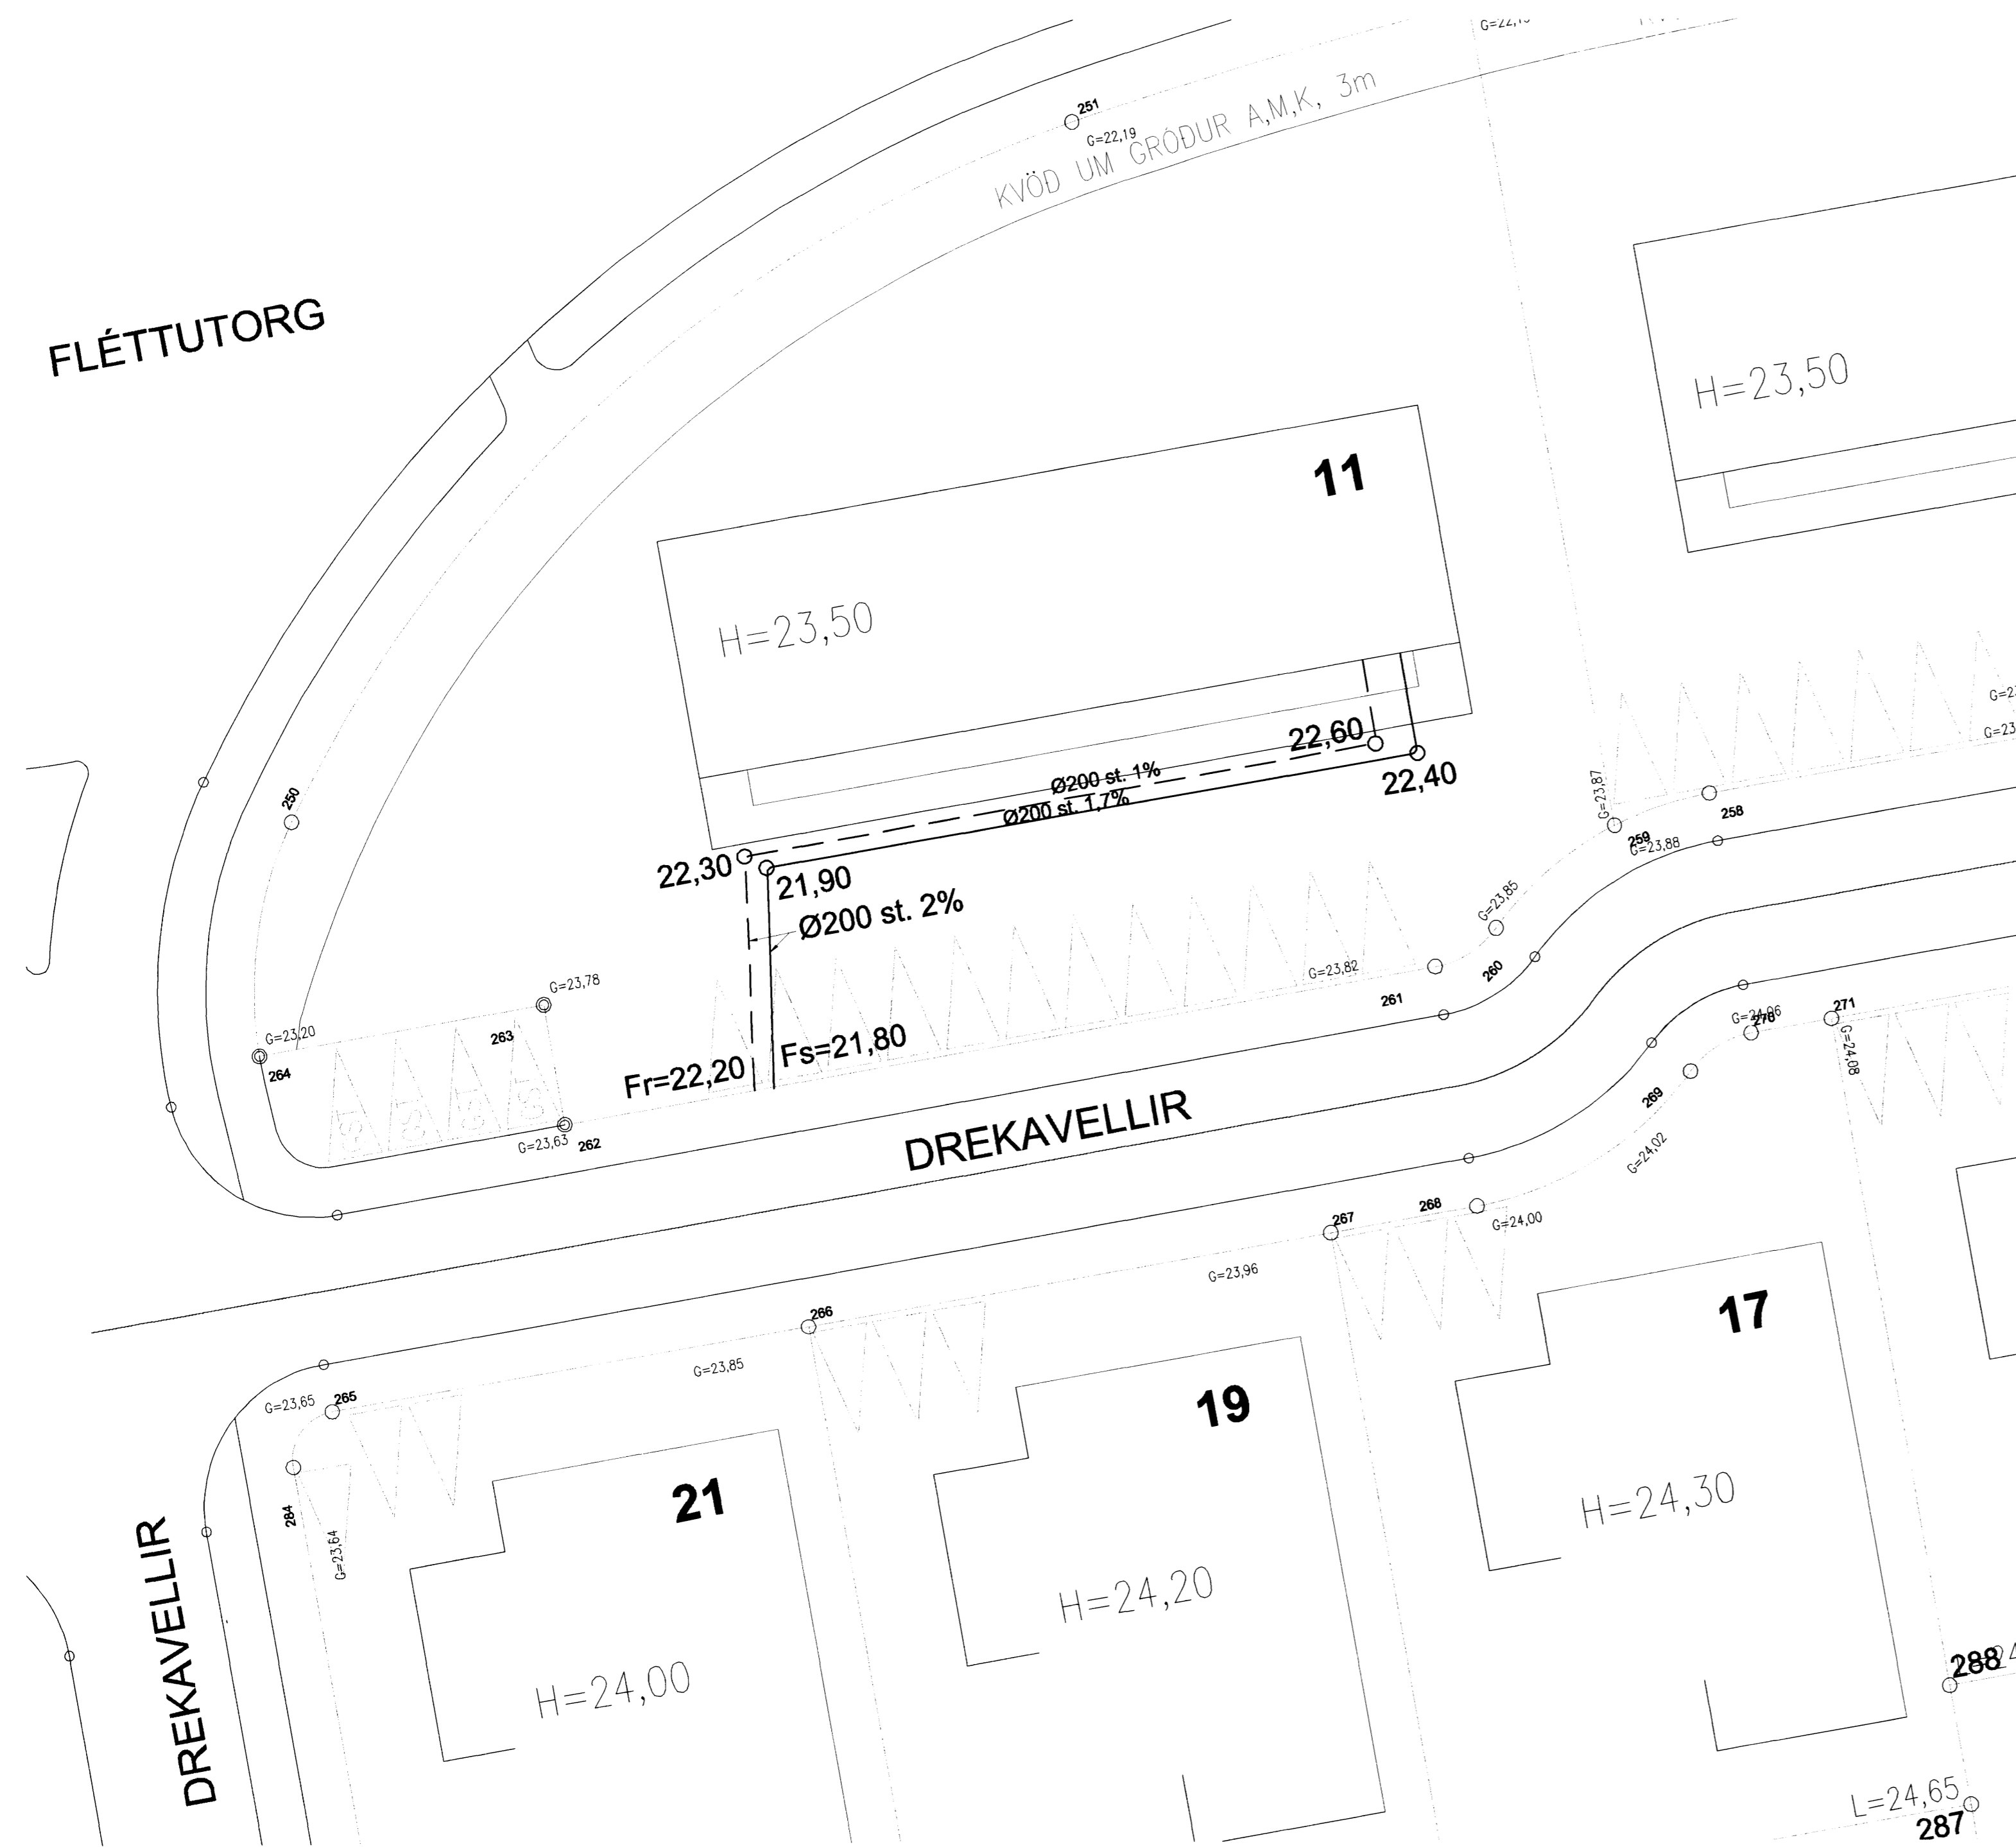 251
G=22,19
KVÖÐ UM GRÓÐUR A,M,K, 3m
FLÉTTUTORG
H=23,50
11
H=23,50
22,60
22,40
Ø200 st. 1%
Ø200 st. 1,7%
250
22,30
21,90
Ø200 st. 2%
G=23,87
258
259
G=23,88
G=23,85
260
G=23,82
261
G=23,78
263
G=23,20
264
Fr=22,20
Fs=21,80
G=23,63
262
DREKAVELLIR
271
G=24,06
270
G=24,08
269
G=24,02
267
268
G=24,00
G=23,96
266
G=23,85
G=23,65
265
17
19
21
284
G=23,64
H=24,30
H=24,20
H=24,00
DREKAVELLIR
288
L=24,65
287